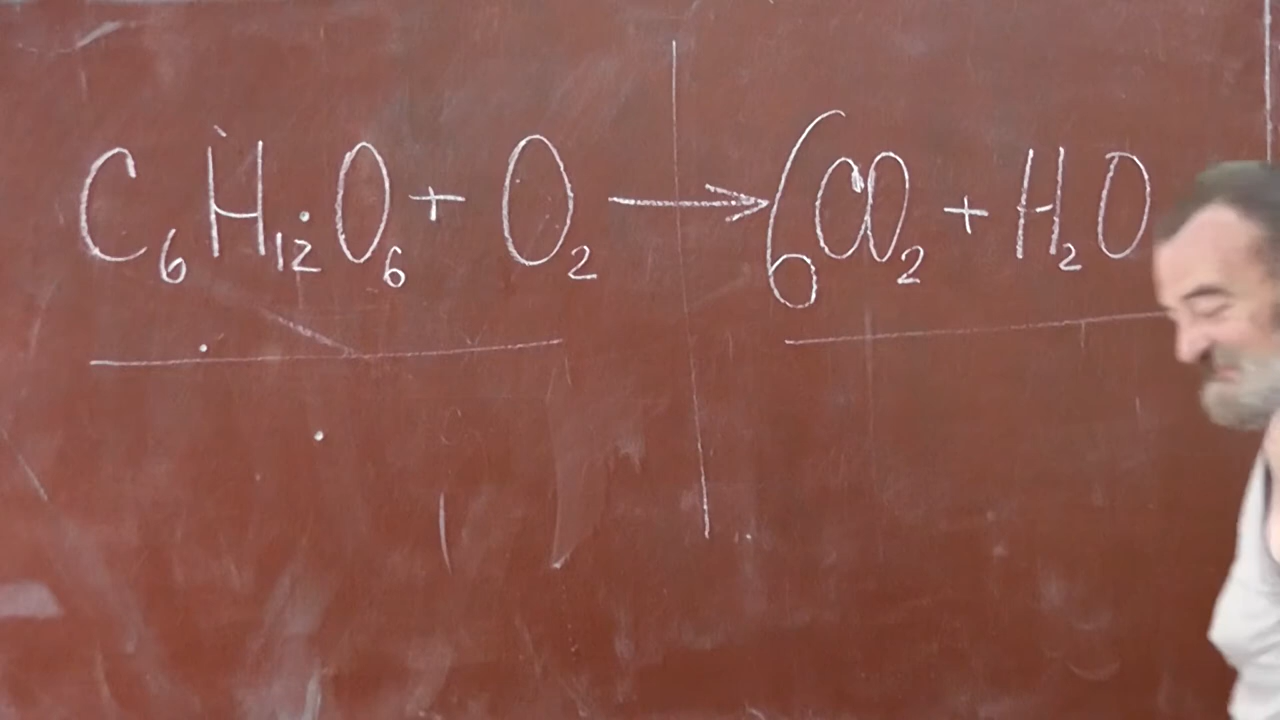 C₆H₁₂O₆ + O₂ → 6CO₂ + H₂O